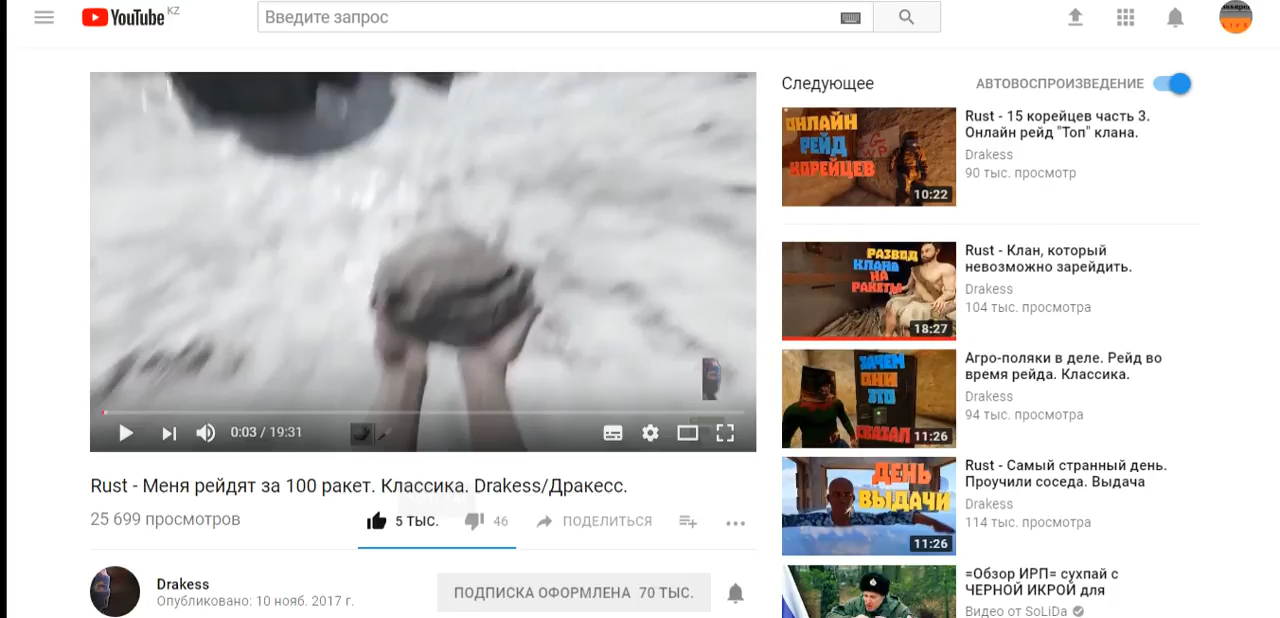 YouTube KZ
Введите запрос
Следующее
АВТОВОСПРОИЗВЕДЕНИЕ
ОНЛАЙН
РЕЙД
КОРЕЙЦЕВ
10:22
Rust - 15 корейцев часть 3.
Онлайн рейд "Топ" клана.
Drakess
90 тыс. просмотр
РАЗВОД
КЛАНА
НА
РАКЕТЫ
18:27
Rust - Клан, который
невозможно зарейдить.
Drakess
104 тыс. просмотра
ЗАЧЕМ
ОНИ
ЭТО
СКАЗАЛ
11:26
Агро-поляки в деле. Рейд во
время рейда. Классика.
Drakess
94 тыс. просмотра
ДЕНЬ
ВЫДАЧИ
11:26
Rust - Самый странный день.
Проучили соседа. Выдача
Drakess
114 тыс. просмотра
=Обзор ИРП= сухпай с
ЧЕРНОЙ ИКРОЙ для
Видео от SoLiDa
0:03 / 19:31
Rust - Меня рейдят за 100 ракет. Классика. Drakess/Дракесс.
25 699 просмотров
5 ТЫС.
46
ПОДЕЛИТЬСЯ
Drakess
Опубликовано: 10 нояб. 2017 г.
ПОДПИСКА ОФОРМЛЕНА 70 ТЫС.